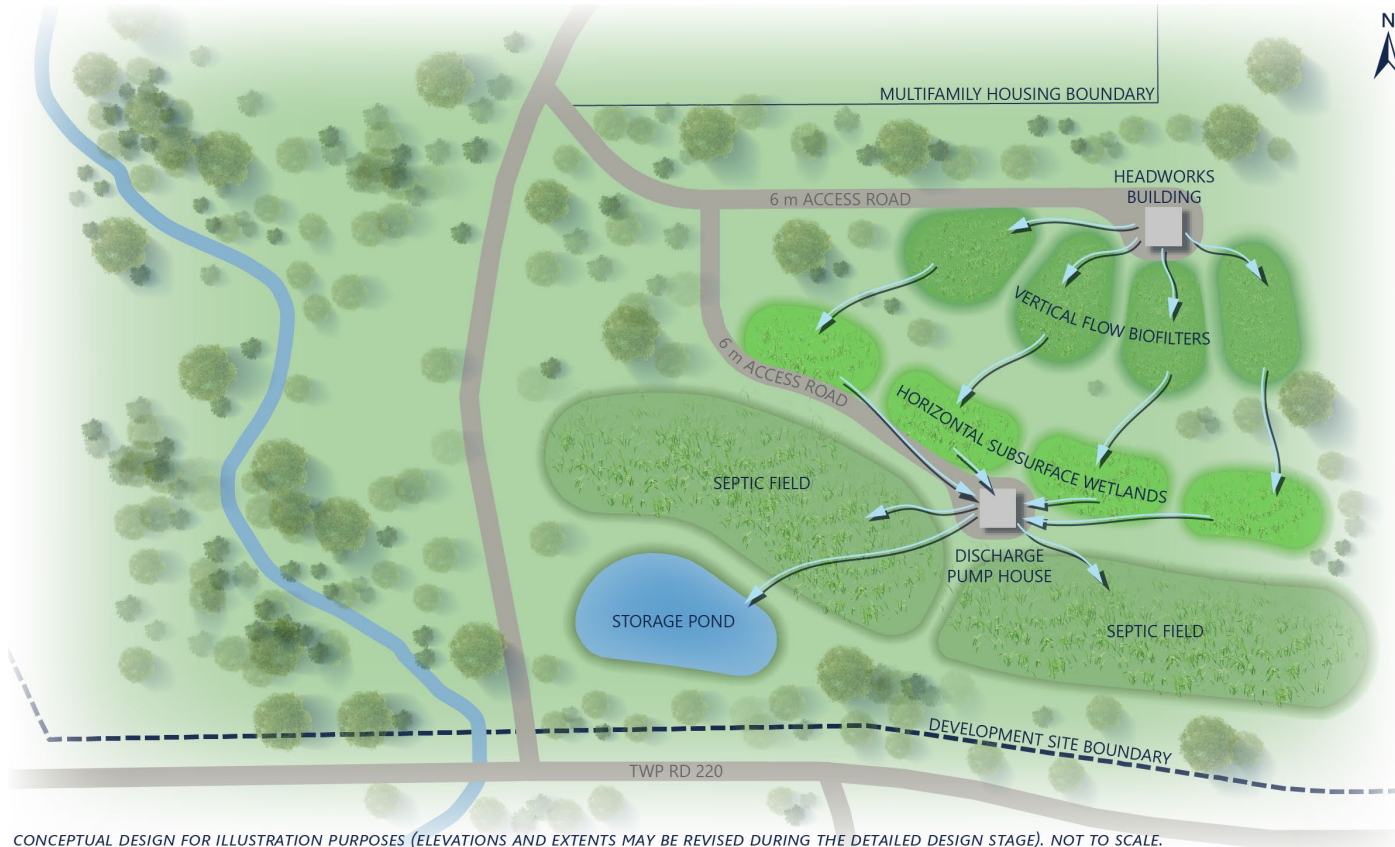 N
MULTIFAMILY HOUSING BOUNDARY
HEADWORKS
BUILDING
6 m ACCESS ROAD
VERTICAL FLOW BIOFILTERS
6 m ACCESS ROAD
HORIZONTAL SUBSURFACE WETLANDS
SEPTIC FIELD
DISCHARGE
PUMP HOUSE
STORAGE POND
SEPTIC FIELD
DEVELOPMENT SITE BOUNDARY
TWP RD 220
CONCEPTUAL DESIGN FOR ILLUSTRATION PURPOSES (ELEVATIONS AND EXTENTS MAY BE REVISED DURING THE DETAILED DESIGN STAGE). NOT TO SCALE.